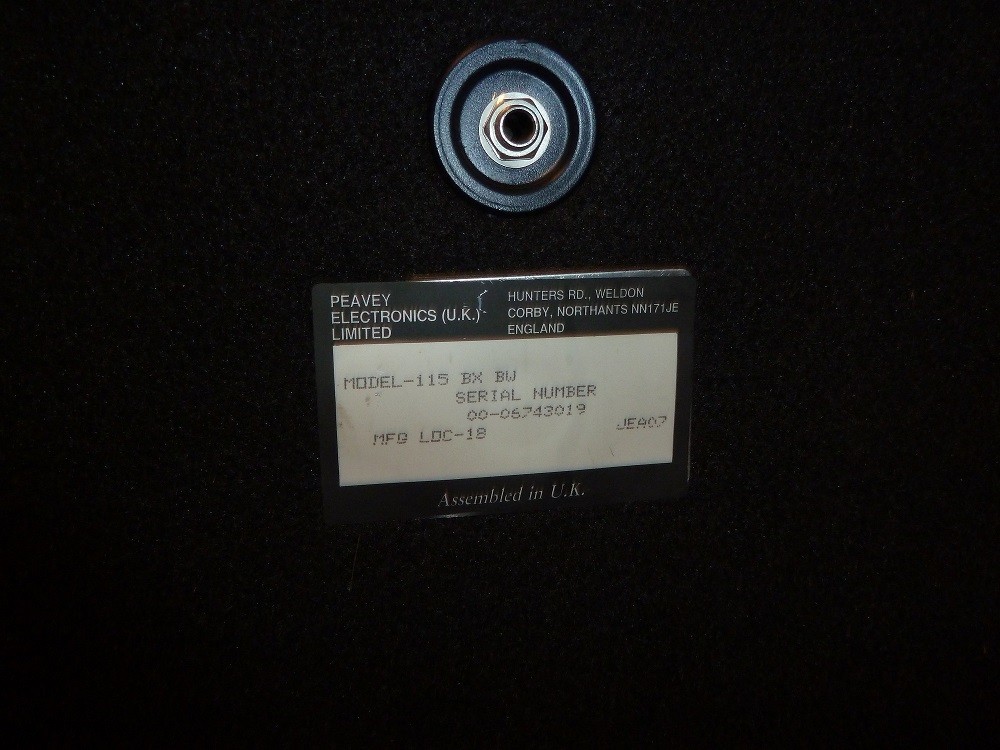 PEAVEY
ELECTRONICS (U.K.)
LIMITED
HUNTERS RD., WELDON
CORBY, NORTHANTS NN171JE
ENGLAND
MODEL-115 BX BW
SERIAL NUMBER
00-06743019
MFG LOC-18
JEA07
Assembled in U.K.